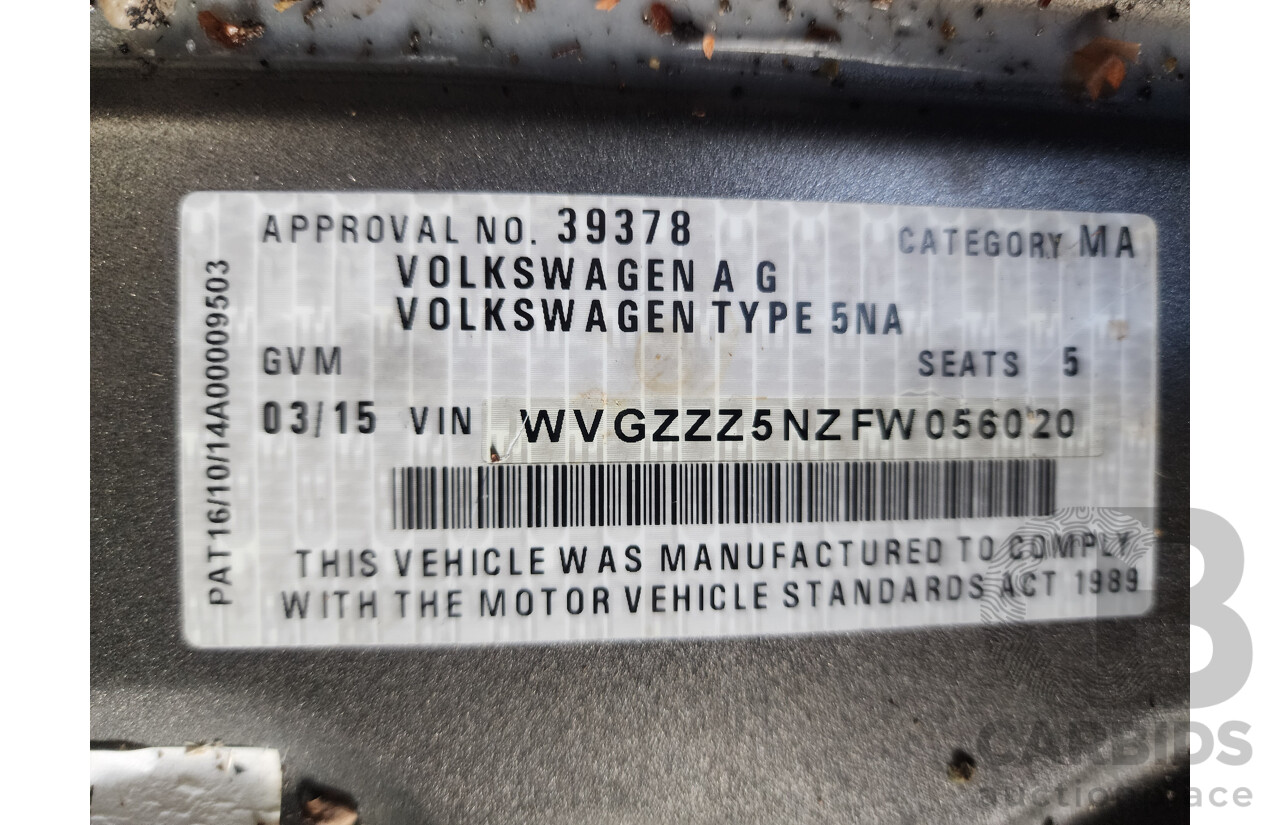 APPROVAL NO. 39378 CATEGORY MA
VOLKSWAGEN A G
VOLKSWAGEN TYPE 5NA
GVM SEATS 5
03/15 VIN WVGZZZ5NZFW056020
THIS VEHICLE WAS MANUFACTURED TO COMPLY
WITH THE MOTOR VEHICLE STANDARDS ACT 1989
PAT16/10/14A00009503
CARBIDS